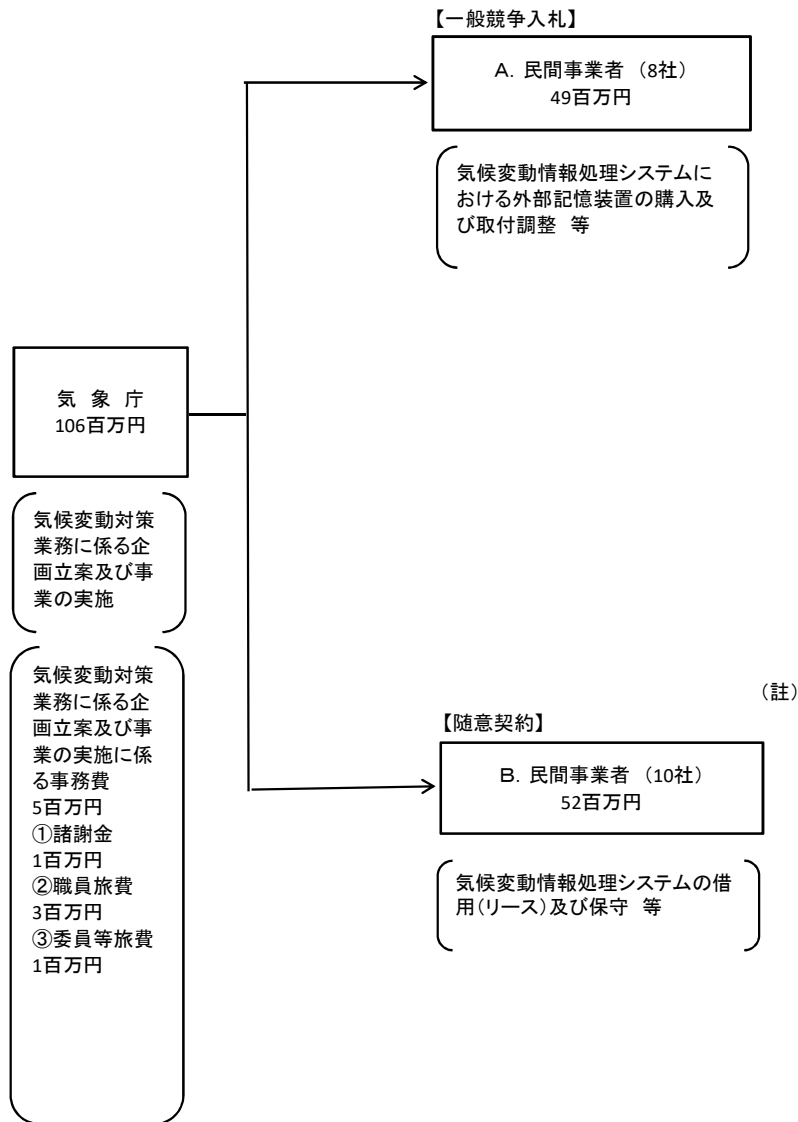 【一般競争入札】
A. 民間事業者 (8社)
49百万円
気候変動情報処理システムに
おける外部記憶装置の購入及
び取付調整 等
気 象 庁
106百万円
気候変動対策
業務に係る企
画立案及び事
業の実施
気候変動対策
業務に係る企
画立案及び事
業の実施に係
る事務費
5百万円
①諸謝金
1百万円
②職員旅費
3百万円
③委員等旅費
1百万円
(註)
【随意契約】
B. 民間事業者 (10社)
52百万円
気候変動情報処理システムの借
用(リース)及び保守 等